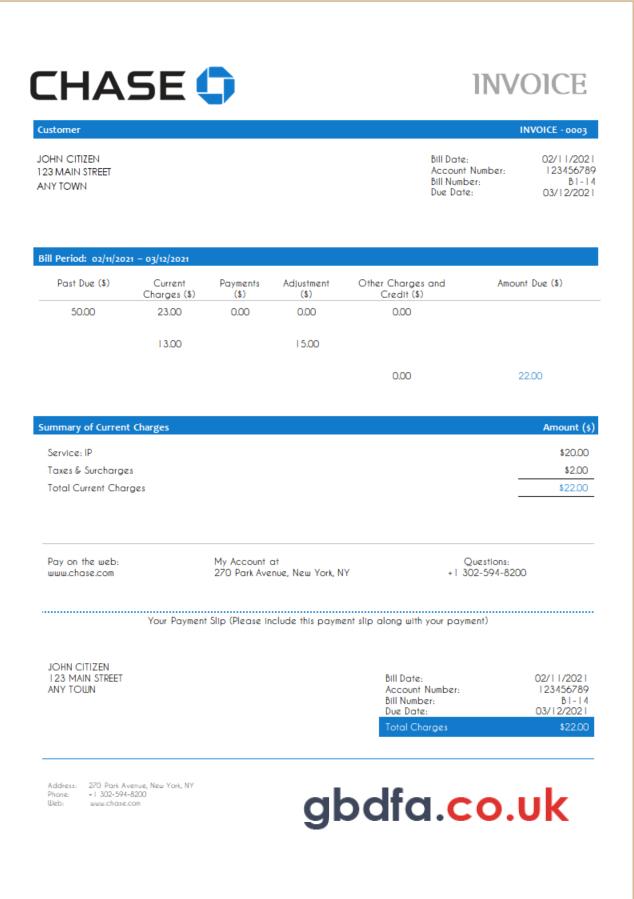 CHASE
INVOICE
Customer INVOICE - 0003
JOHN CITIZEN
123 MAIN STREET
ANY TOWN
Bill Date: 02/11/2021
Account Number: 123456789
Bill Number: B1-14
Due Date: 03/12/2021
Bill Period: 02/11/2021 – 03/12/2021
Past Due ($) Current Charges ($) Payments ($) Adjustment ($) Other Charges and Credit ($) Amount Due ($)
50.00 23.00 0.00 0.00 0.00
13.00 15.00
0.00 22.00
Summary of Current Charges Amount ($)
Service: IP $20.00
Taxes & Surcharges $2.00
Total Current Charges $22.00
Pay on the web: My Account at Questions:
www.chase.com 270 Park Avenue, New York, NY +1 302-594-8200
Your Payment Slip (Please include this payment slip along with your payment)
JOHN CITIZEN
123 MAIN STREET
ANY TOWN
Bill Date: 02/11/2021
Account Number: 123456789
Bill Number: B1-14
Due Date: 03/12/2021
Total Charges $22.00
Address: 270 Park Avenue, New York, NY
Phone: +1 302-594-8200
Web: www.chase.com
gbdfa.co.uk